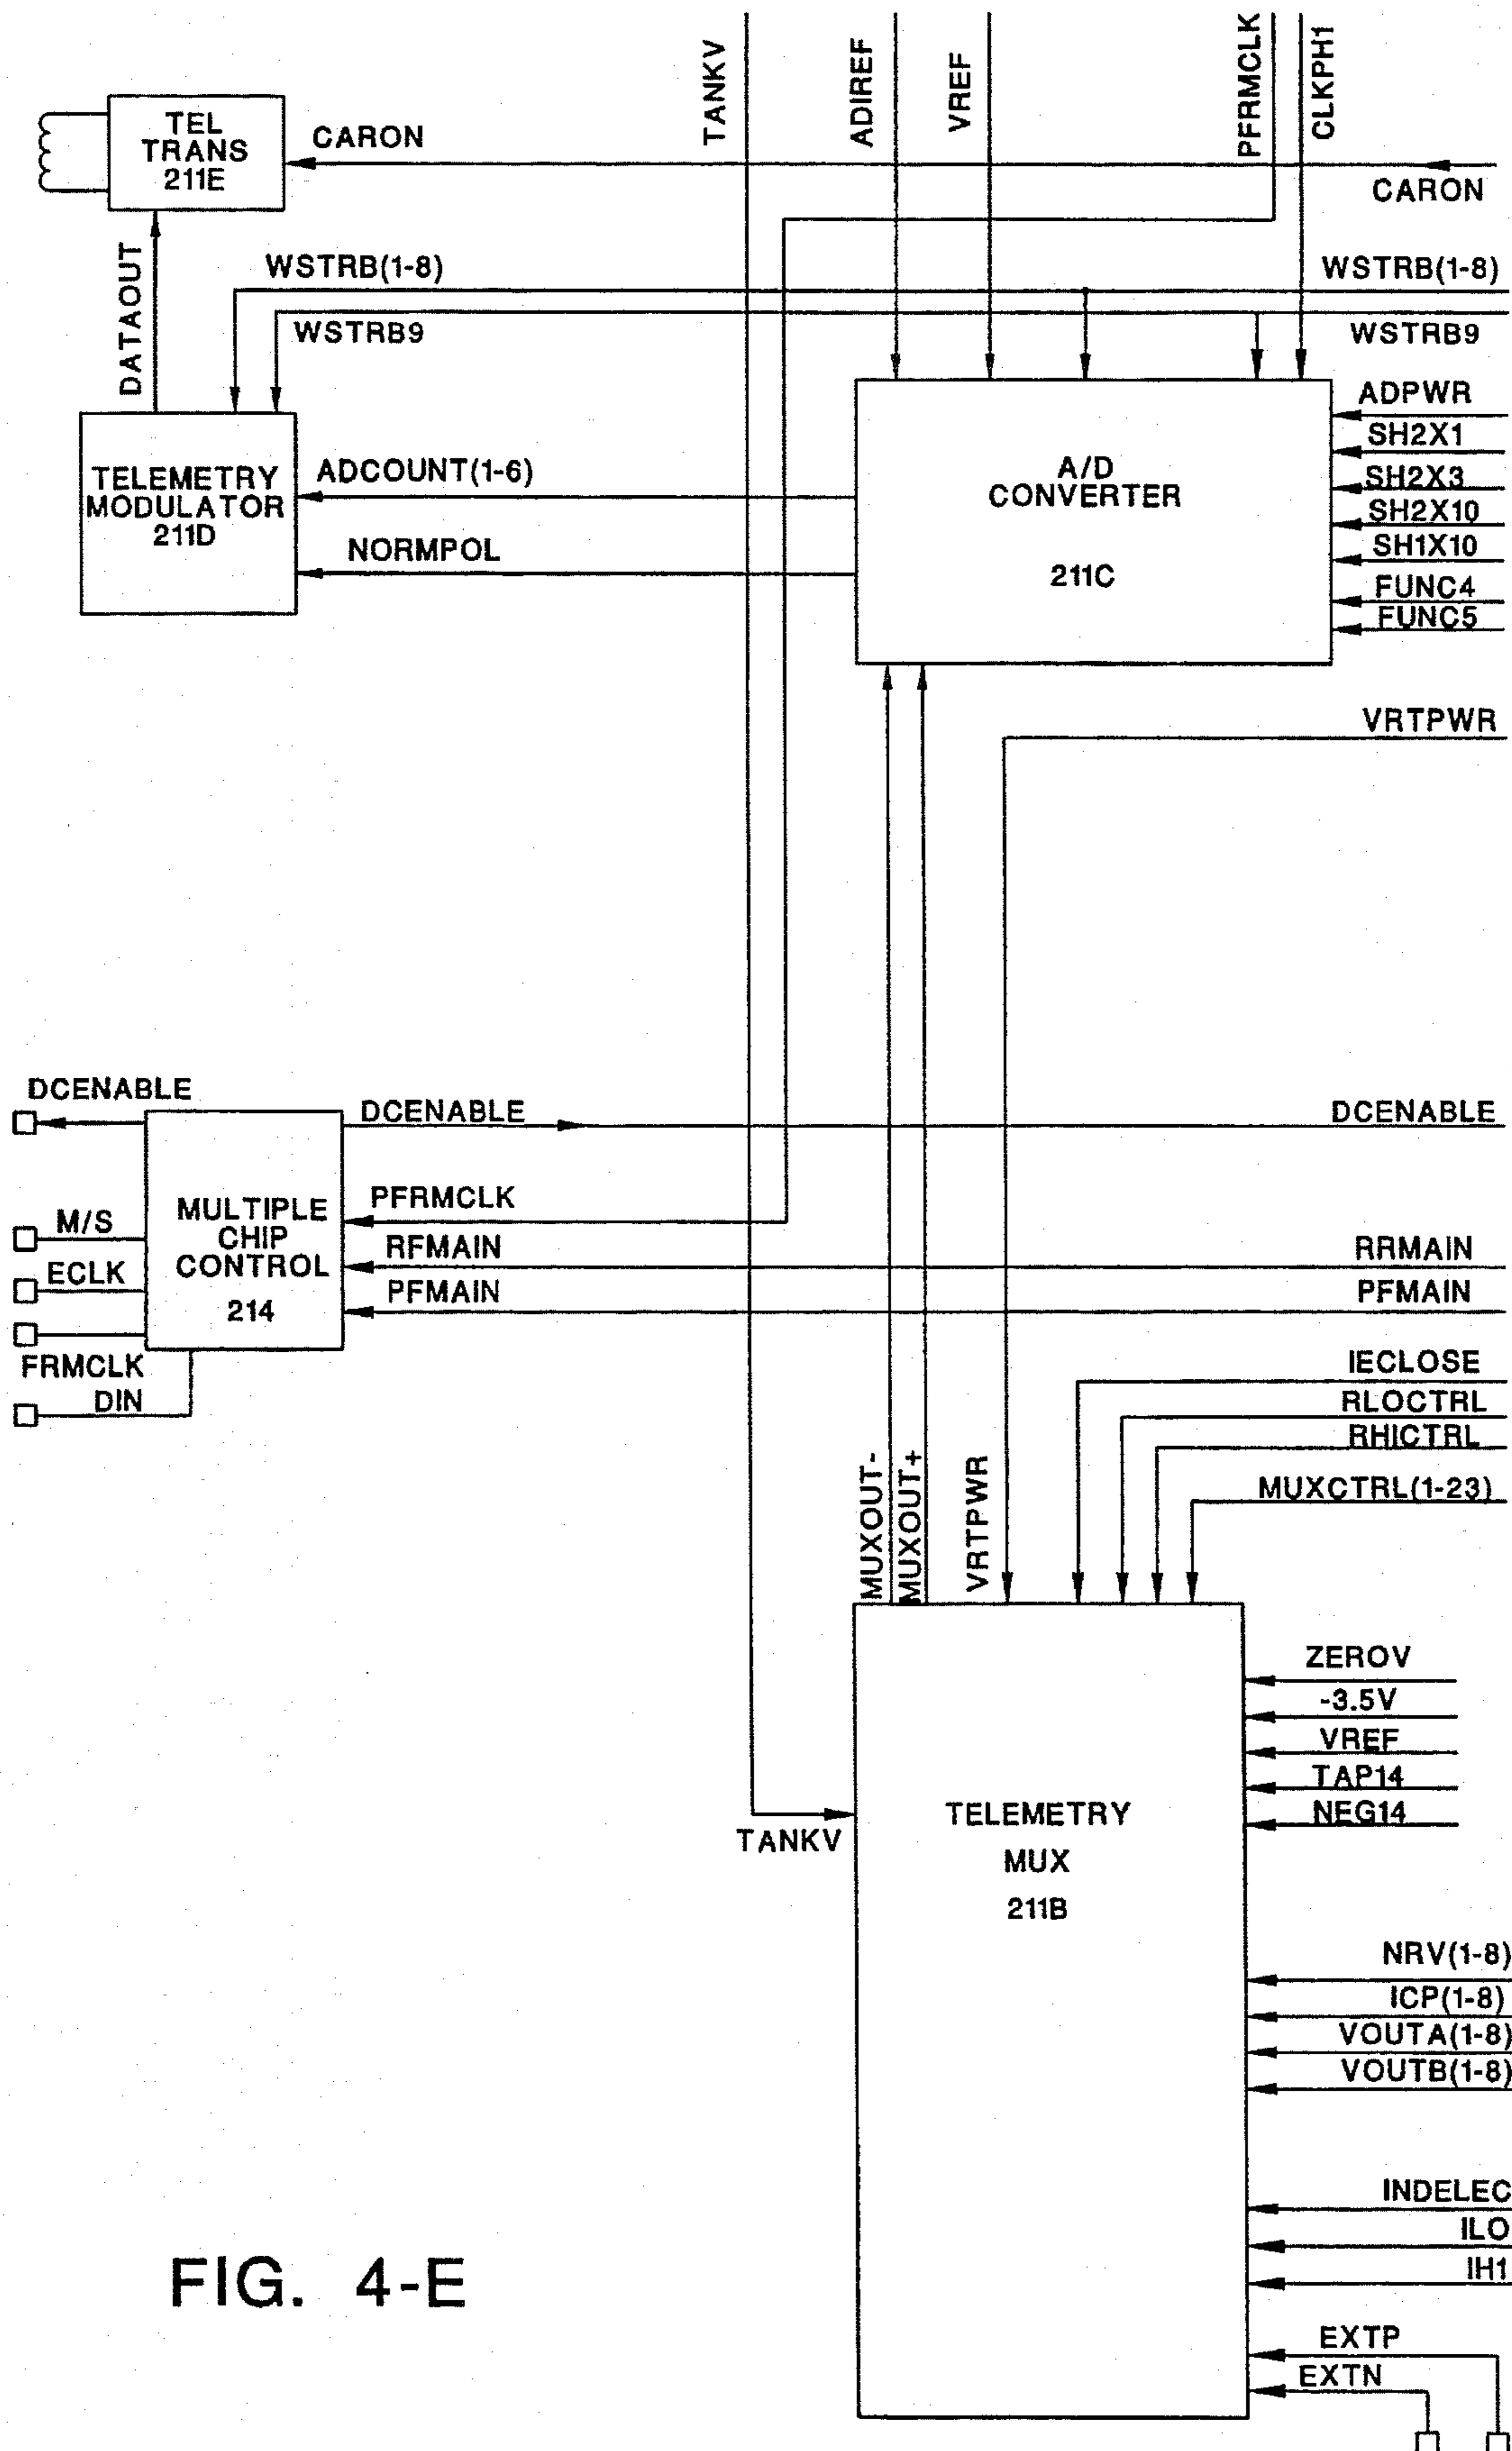 TANKV
ADIREF
VREF
PFRMCLK
CLKPH1
TEL
TRANS
211E
CARON
CARON
DATAOUT
WSTRB(1-8)
WSTRB(1-8)
WSTRB9
WSTRB9
TELEMETRY
MODULATOR
211D
ADCOUNT(1-6)
NORMPOL
A/D
CONVERTER
211C
ADPWR
SH2X1
SH2X3
SH2X10
SH1X10
FUNC4
FUNC5
VRTPWR
DCENABLE
DCENABLE
DCENABLE
M/S
ECLK
FRMCLK
DIN
MULTIPLE
CHIP
CONTROL
214
PFRMCLK
RFMAIN
RRMAIN
PFMAIN
PFMAIN
IECLOSE
RLOCTRL
RHICTRL
MUXCTRL(1-23)
MUXOUT-
MUXOUT+
VRTPWR
ZEROV
-3.5V
VREF
TAP14
NEG14
TANKV
TELEMETRY
MUX
211B
NRV(1-8)
ICP(1-8)
VOUTA(1-8)
VOUTB(1-8)
INDELEC
ILO
IH1
EXTP
EXTN
FIG. 4-E